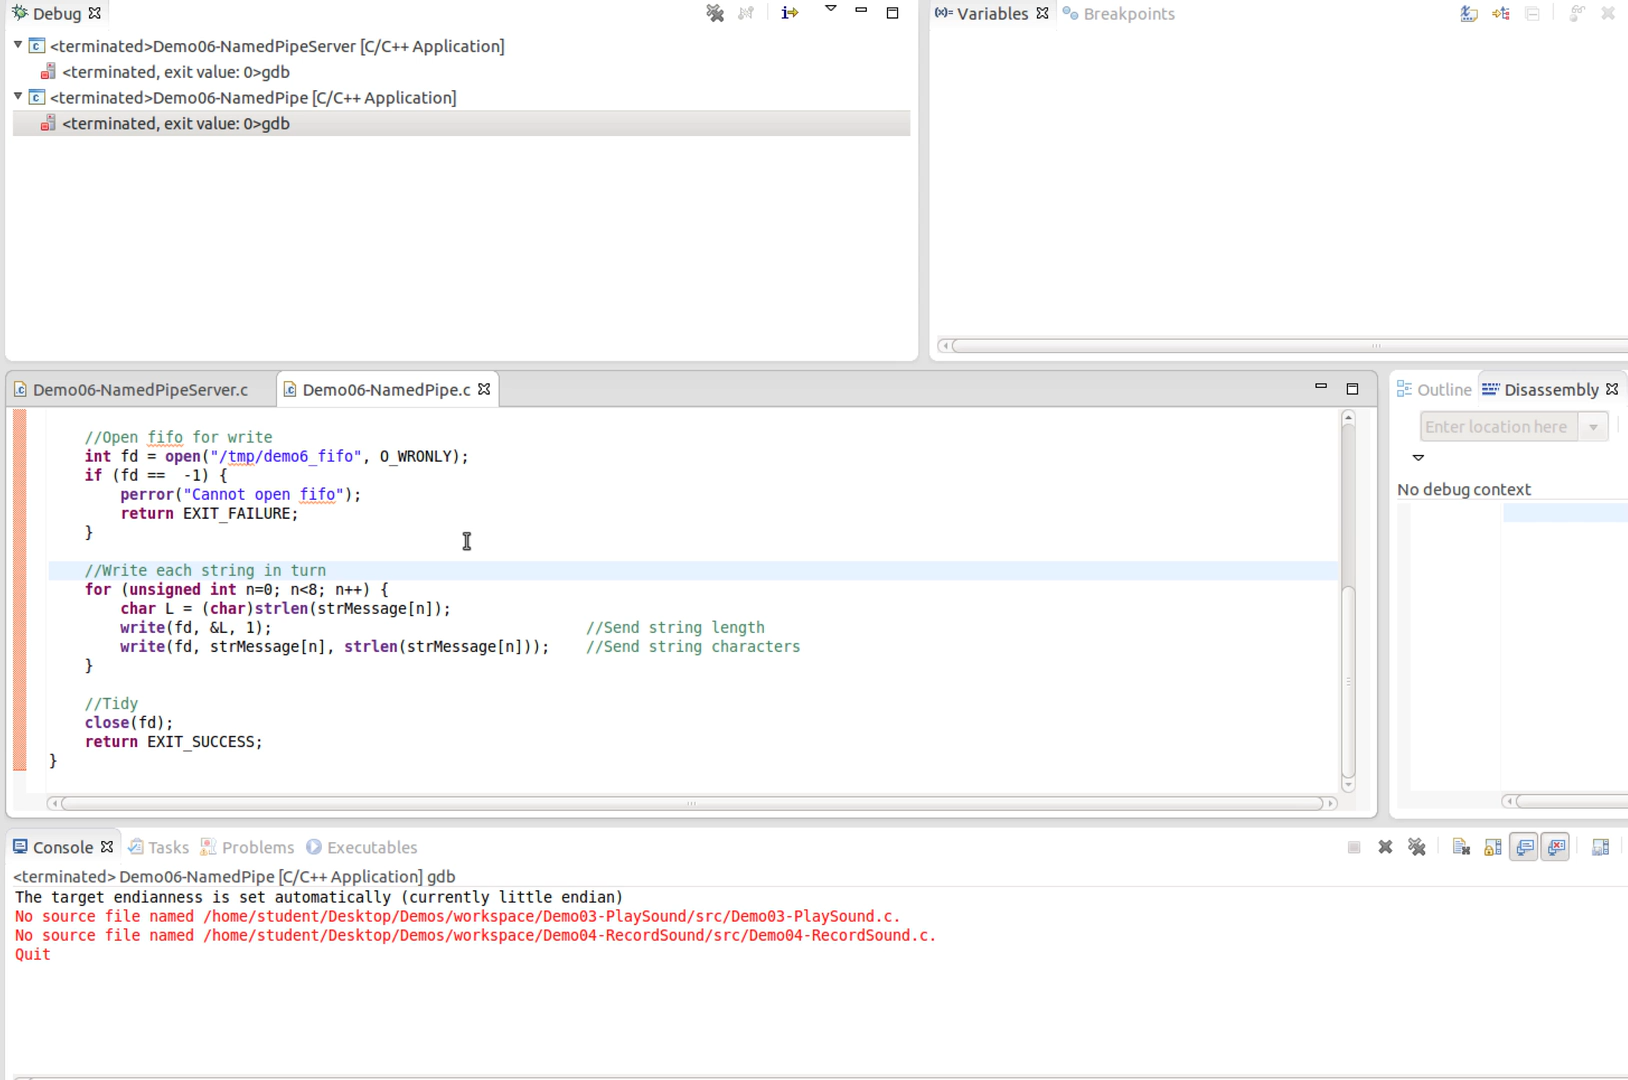 Debug
<terminated>Demo06-NamedPipeServer [C/C++ Application]
<terminated, exit value: 0>gdb
<terminated>Demo06-NamedPipe [C/C++ Application]
<terminated, exit value: 0>gdb
(x)= Variables
Breakpoints
Demo06-NamedPipeServer.c
Demo06-NamedPipe.c
//Open fifo for write
int fd = open("/tmp/demo6_fifo", O_WRONLY);
if (fd ==  -1) {
perror("Cannot open fifo");
return EXIT_FAILURE;
}
//Write each string in turn
for (unsigned int n=0; n<8; n++) {
char L = (char)strlen(strMessage[n]);
write(fd, &L, 1); //Send string length
write(fd, strMessage[n], strlen(strMessage[n])); //Send string characters
}
//Tidy
close(fd);
return EXIT_SUCCESS;
}
Outline
Disassembly
Enter location here
No debug context
Console
Tasks
Problems
Executables
<terminated> Demo06-NamedPipe [C/C++ Application] gdb
The target endianness is set automatically (currently little endian)
No source file named /home/student/Desktop/Demos/workspace/Demo03-PlaySound/src/Demo03-PlaySound.c.
No source file named /home/student/Desktop/Demos/workspace/Demo04-RecordSound/src/Demo04-RecordSound.c.
Quit